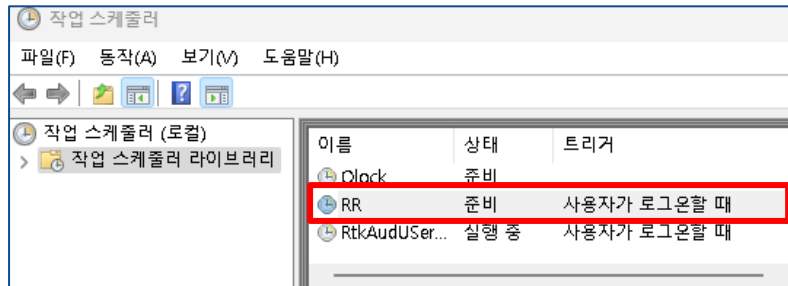 작업 스케줄러
파일(F) 동작(A) 보기(V) 도움말(H)
작업 스케줄러 (로컬)
작업 스케줄러 라이브러리
이름 상태 트리거
Qlock 준비
RR 준비 사용자가 로그온할 때
RtkAudUSer... 실행 중 사용자가 로그온할 때